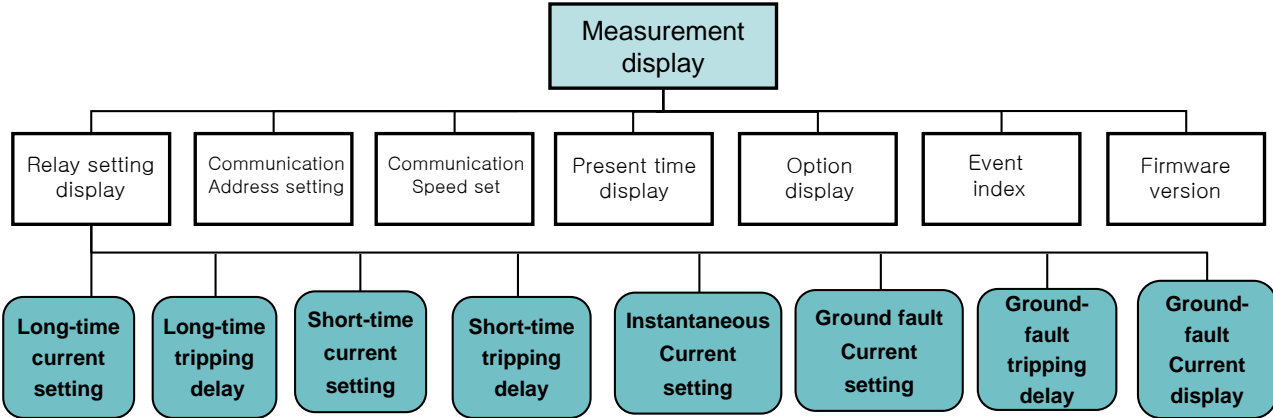 Measurement
display
Relay setting
display
Communication
Address setting
Communication
Speed set
Present time
display
Option
display
Event
index
Firmware
version
Long-time
current
setting
Long-time
tripping
delay
Short-time
current
setting
Short-time
tripping
delay
Instantaneous
Current
setting
Ground fault
Current
setting
Ground-
fault
tripping
delay
Ground-
fault
Current
display